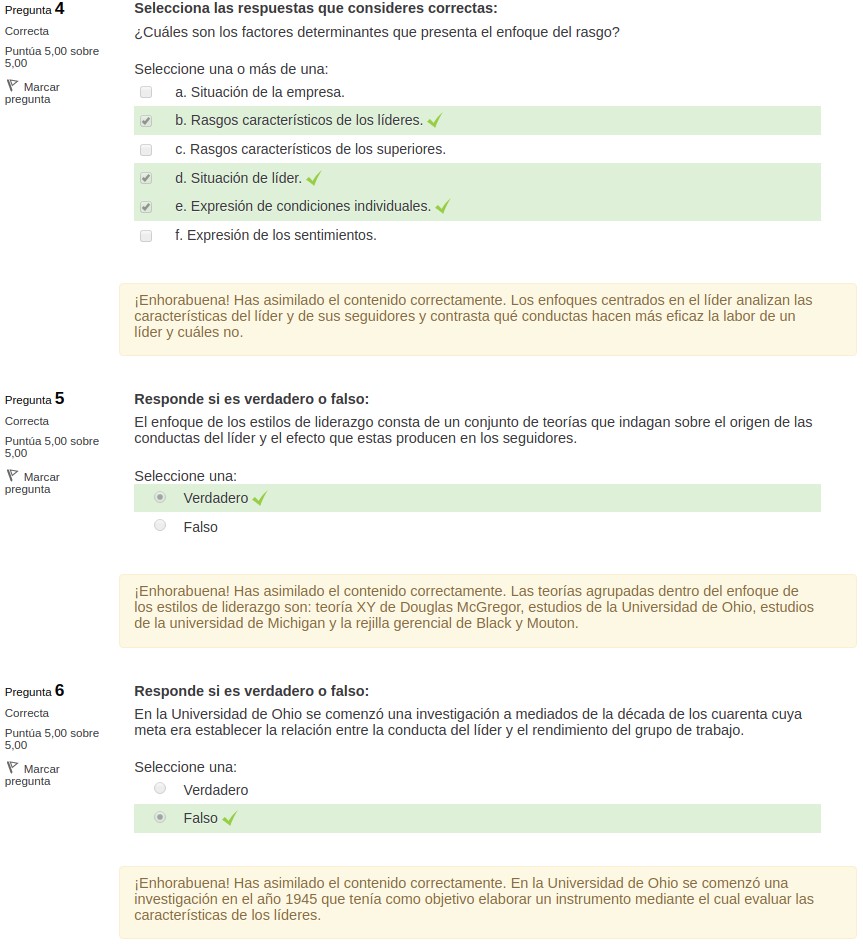 Pregunta 4
Correcta
Puntúa 5,00 sobre
5,00
Marcar
pregunta
Selecciona las respuestas que consideres correctas:
¿Cuáles son los factores determinantes que presenta el enfoque del rasgo?
Seleccione una o más de una:
a. Situación de la empresa.
b. Rasgos característicos de los líderes.
c. Rasgos característicos de los superiores.
d. Situación de líder.
e. Expresión de condiciones individuales.
f. Expresión de los sentimientos.
¡Enhorabuena! Has asimilado el contenido correctamente. Los enfoques centrados en el líder analizan las
características del líder y de sus seguidores y contrasta qué conductas hacen más eficaz la labor de un
líder y cuáles no.
Pregunta 5
Correcta
Puntúa 5,00 sobre
5,00
Marcar
pregunta
Responde si es verdadero o falso:
El enfoque de los estilos de liderazgo consta de un conjunto de teorías que indagan sobre el origen de las
conductas del líder y el efecto que estas producen en los seguidores.
Seleccione una:
Verdadero
Falso
¡Enhorabuena! Has asimilado el contenido correctamente. Las teorías agrupadas dentro del enfoque de
los estilos de liderazgo son: teoría XY de Douglas McGregor, estudios de la Universidad de Ohio, estudios
de la universidad de Michigan y la rejilla gerencial de Black y Mouton.
Pregunta 6
Correcta
Puntúa 5,00 sobre
5,00
Marcar
pregunta
Responde si es verdadero o falso:
En la Universidad de Ohio se comenzó una investigación a mediados de la década de los cuarenta cuya
meta era establecer la relación entre la conducta del líder y el rendimiento del grupo de trabajo.
Seleccione una:
Verdadero
Falso
¡Enhorabuena! Has asimilado el contenido correctamente. En la Universidad de Ohio se comenzó una
investigación en el año 1945 que tenía como objetivo elaborar un instrumento mediante el cual evaluar las
características de los líderes.